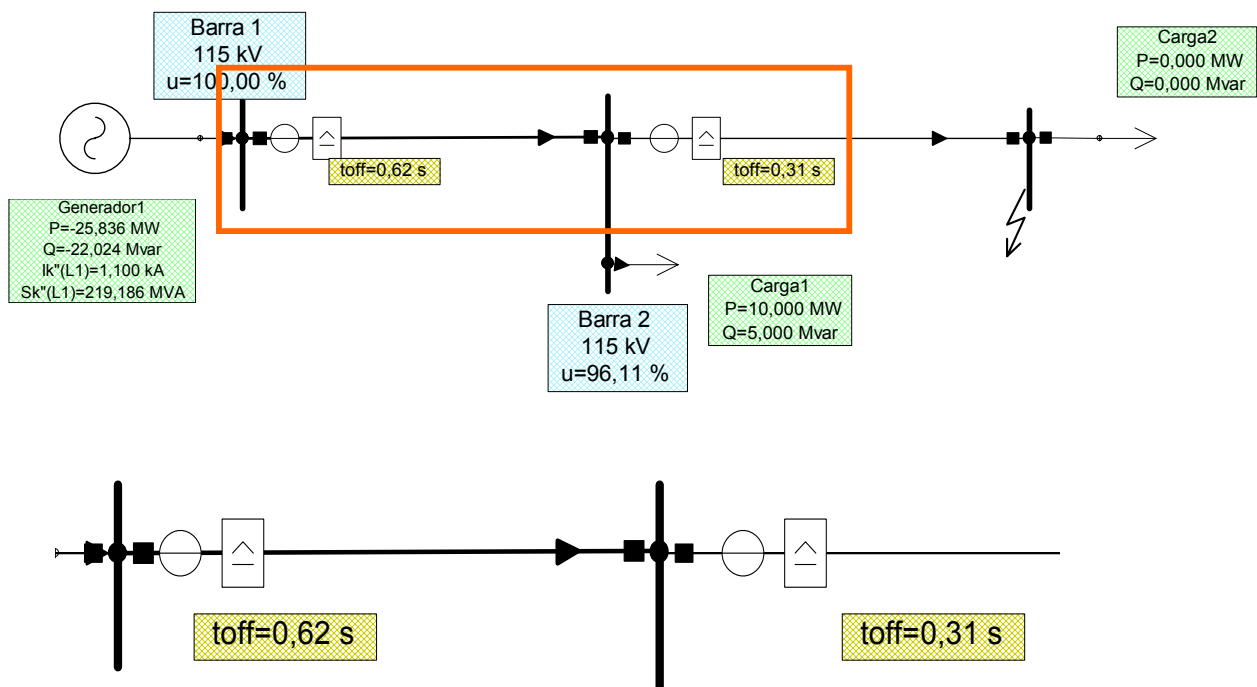 Barra 1
115 kV
u=100,00 %
Carga2
P=0,000 MW
Q=0,000 Mvar
toff=0,62 s
toff=0,31 s
Generador1
P=-25,836 MW
Q=-22,024 Mvar
Ik"(L1)=1,100 kA
Sk"(L1)=219,186 MVA
Carga1
P=10,000 MW
Q=5,000 Mvar
Barra 2
115 kV
u=96,11 %
toff=0,62 s
toff=0,31 s